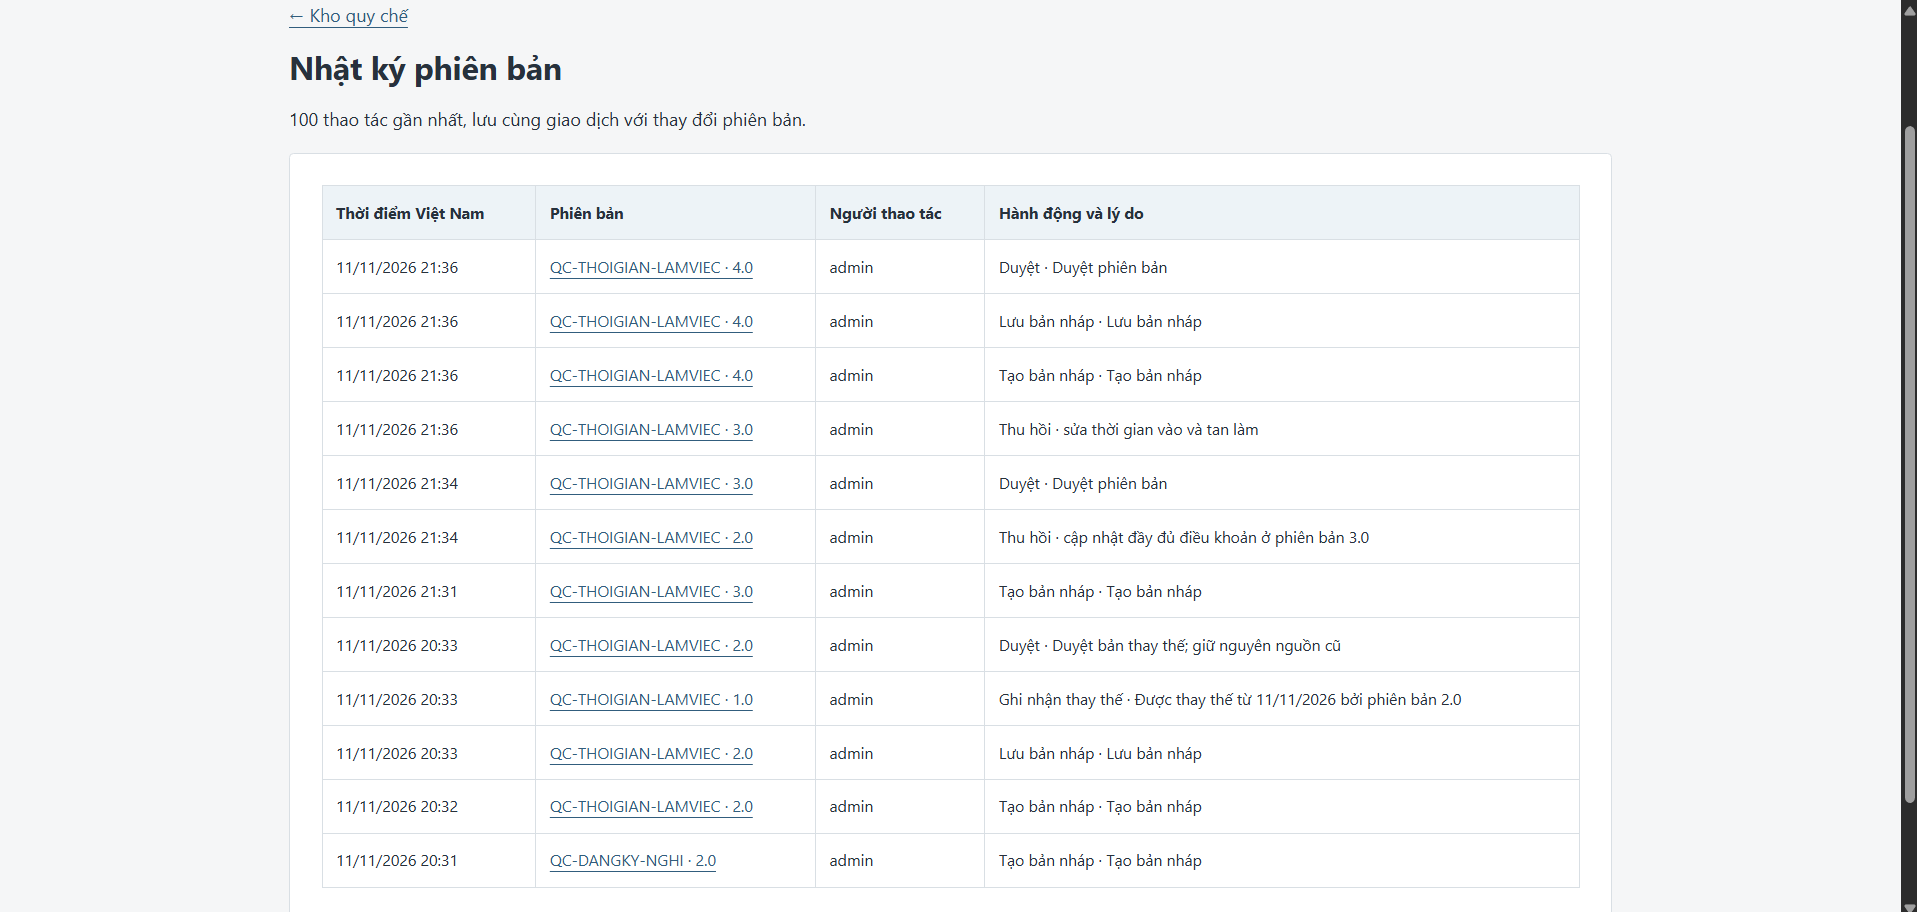 ← Kho quy chế
Nhật ký phiên bản
100 thao tác gần nhất, lưu cùng giao dịch với thay đổi phiên bản.
Thời điểm Việt Nam Phiên bản Người thao tác Hành động và lý do
11/11/2026 21:36 QC-THOIGIAN-LAMVIEC · 4.0 admin Duyệt · Duyệt phiên bản
11/11/2026 21:36 QC-THOIGIAN-LAMVIEC · 4.0 admin Lưu bản nháp · Lưu bản nháp
11/11/2026 21:36 QC-THOIGIAN-LAMVIEC · 4.0 admin Tạo bản nháp · Tạo bản nháp
11/11/2026 21:36 QC-THOIGIAN-LAMVIEC · 3.0 admin Thu hồi · sửa thời gian vào và tan làm
11/11/2026 21:34 QC-THOIGIAN-LAMVIEC · 3.0 admin Duyệt · Duyệt phiên bản
11/11/2026 21:34 QC-THOIGIAN-LAMVIEC · 2.0 admin Thu hồi · cập nhật đầy đủ điều khoản ở phiên bản 3.0
11/11/2026 21:31 QC-THOIGIAN-LAMVIEC · 3.0 admin Tạo bản nháp · Tạo bản nháp
11/11/2026 20:33 QC-THOIGIAN-LAMVIEC · 2.0 admin Duyệt · Duyệt bản thay thế; giữ nguyên nguồn cũ
11/11/2026 20:33 QC-THOIGIAN-LAMVIEC · 1.0 admin Ghi nhận thay thế · Được thay thế từ 11/11/2026 bởi phiên bản 2.0
11/11/2026 20:33 QC-THOIGIAN-LAMVIEC · 2.0 admin Lưu bản nháp · Lưu bản nháp
11/11/2026 20:32 QC-THOIGIAN-LAMVIEC · 2.0 admin Tạo bản nháp · Tạo bản nháp
11/11/2026 20:31 QC-DANGKY-NGHI · 2.0 admin Tạo bản nháp · Tạo bản nháp